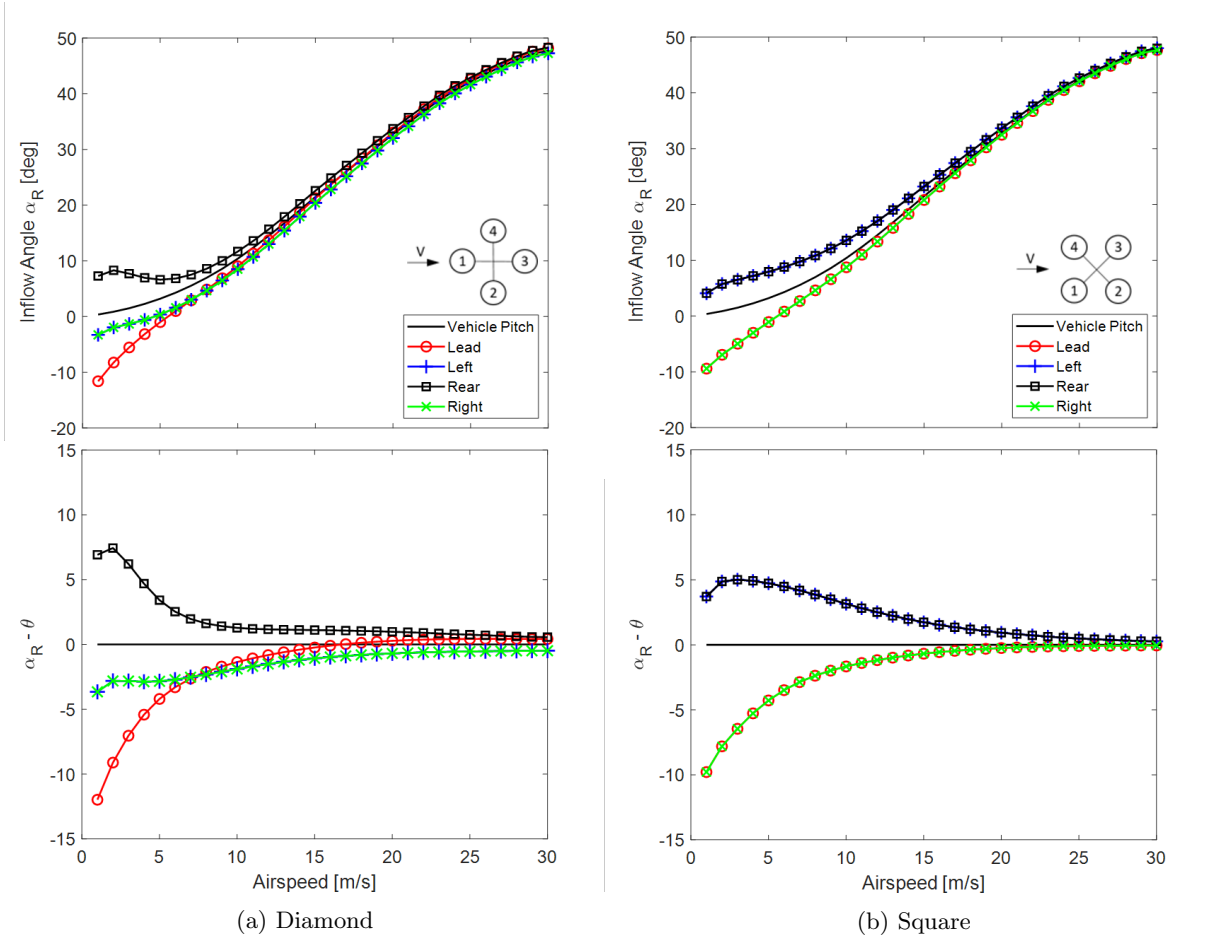 50
40
30
20
10
0
-10
-20
Inflow Angle α_R [deg]
V
4
1
3
2
Vehicle Pitch
Lead
Left
Rear
Right
15
10
5
0
-5
-10
-15
α_R - θ
0 5 10 15 20 25 30
Airspeed [m/s]
(a) Diamond
50
40
30
20
10
0
-10
-20
Inflow Angle α_R [deg]
V
4 3
1 2
Vehicle Pitch
Lead
Left
Rear
Right
15
10
5
0
-5
-10
-15
α_R - θ
0 5 10 15 20 25 30
Airspeed [m/s]
(b) Square